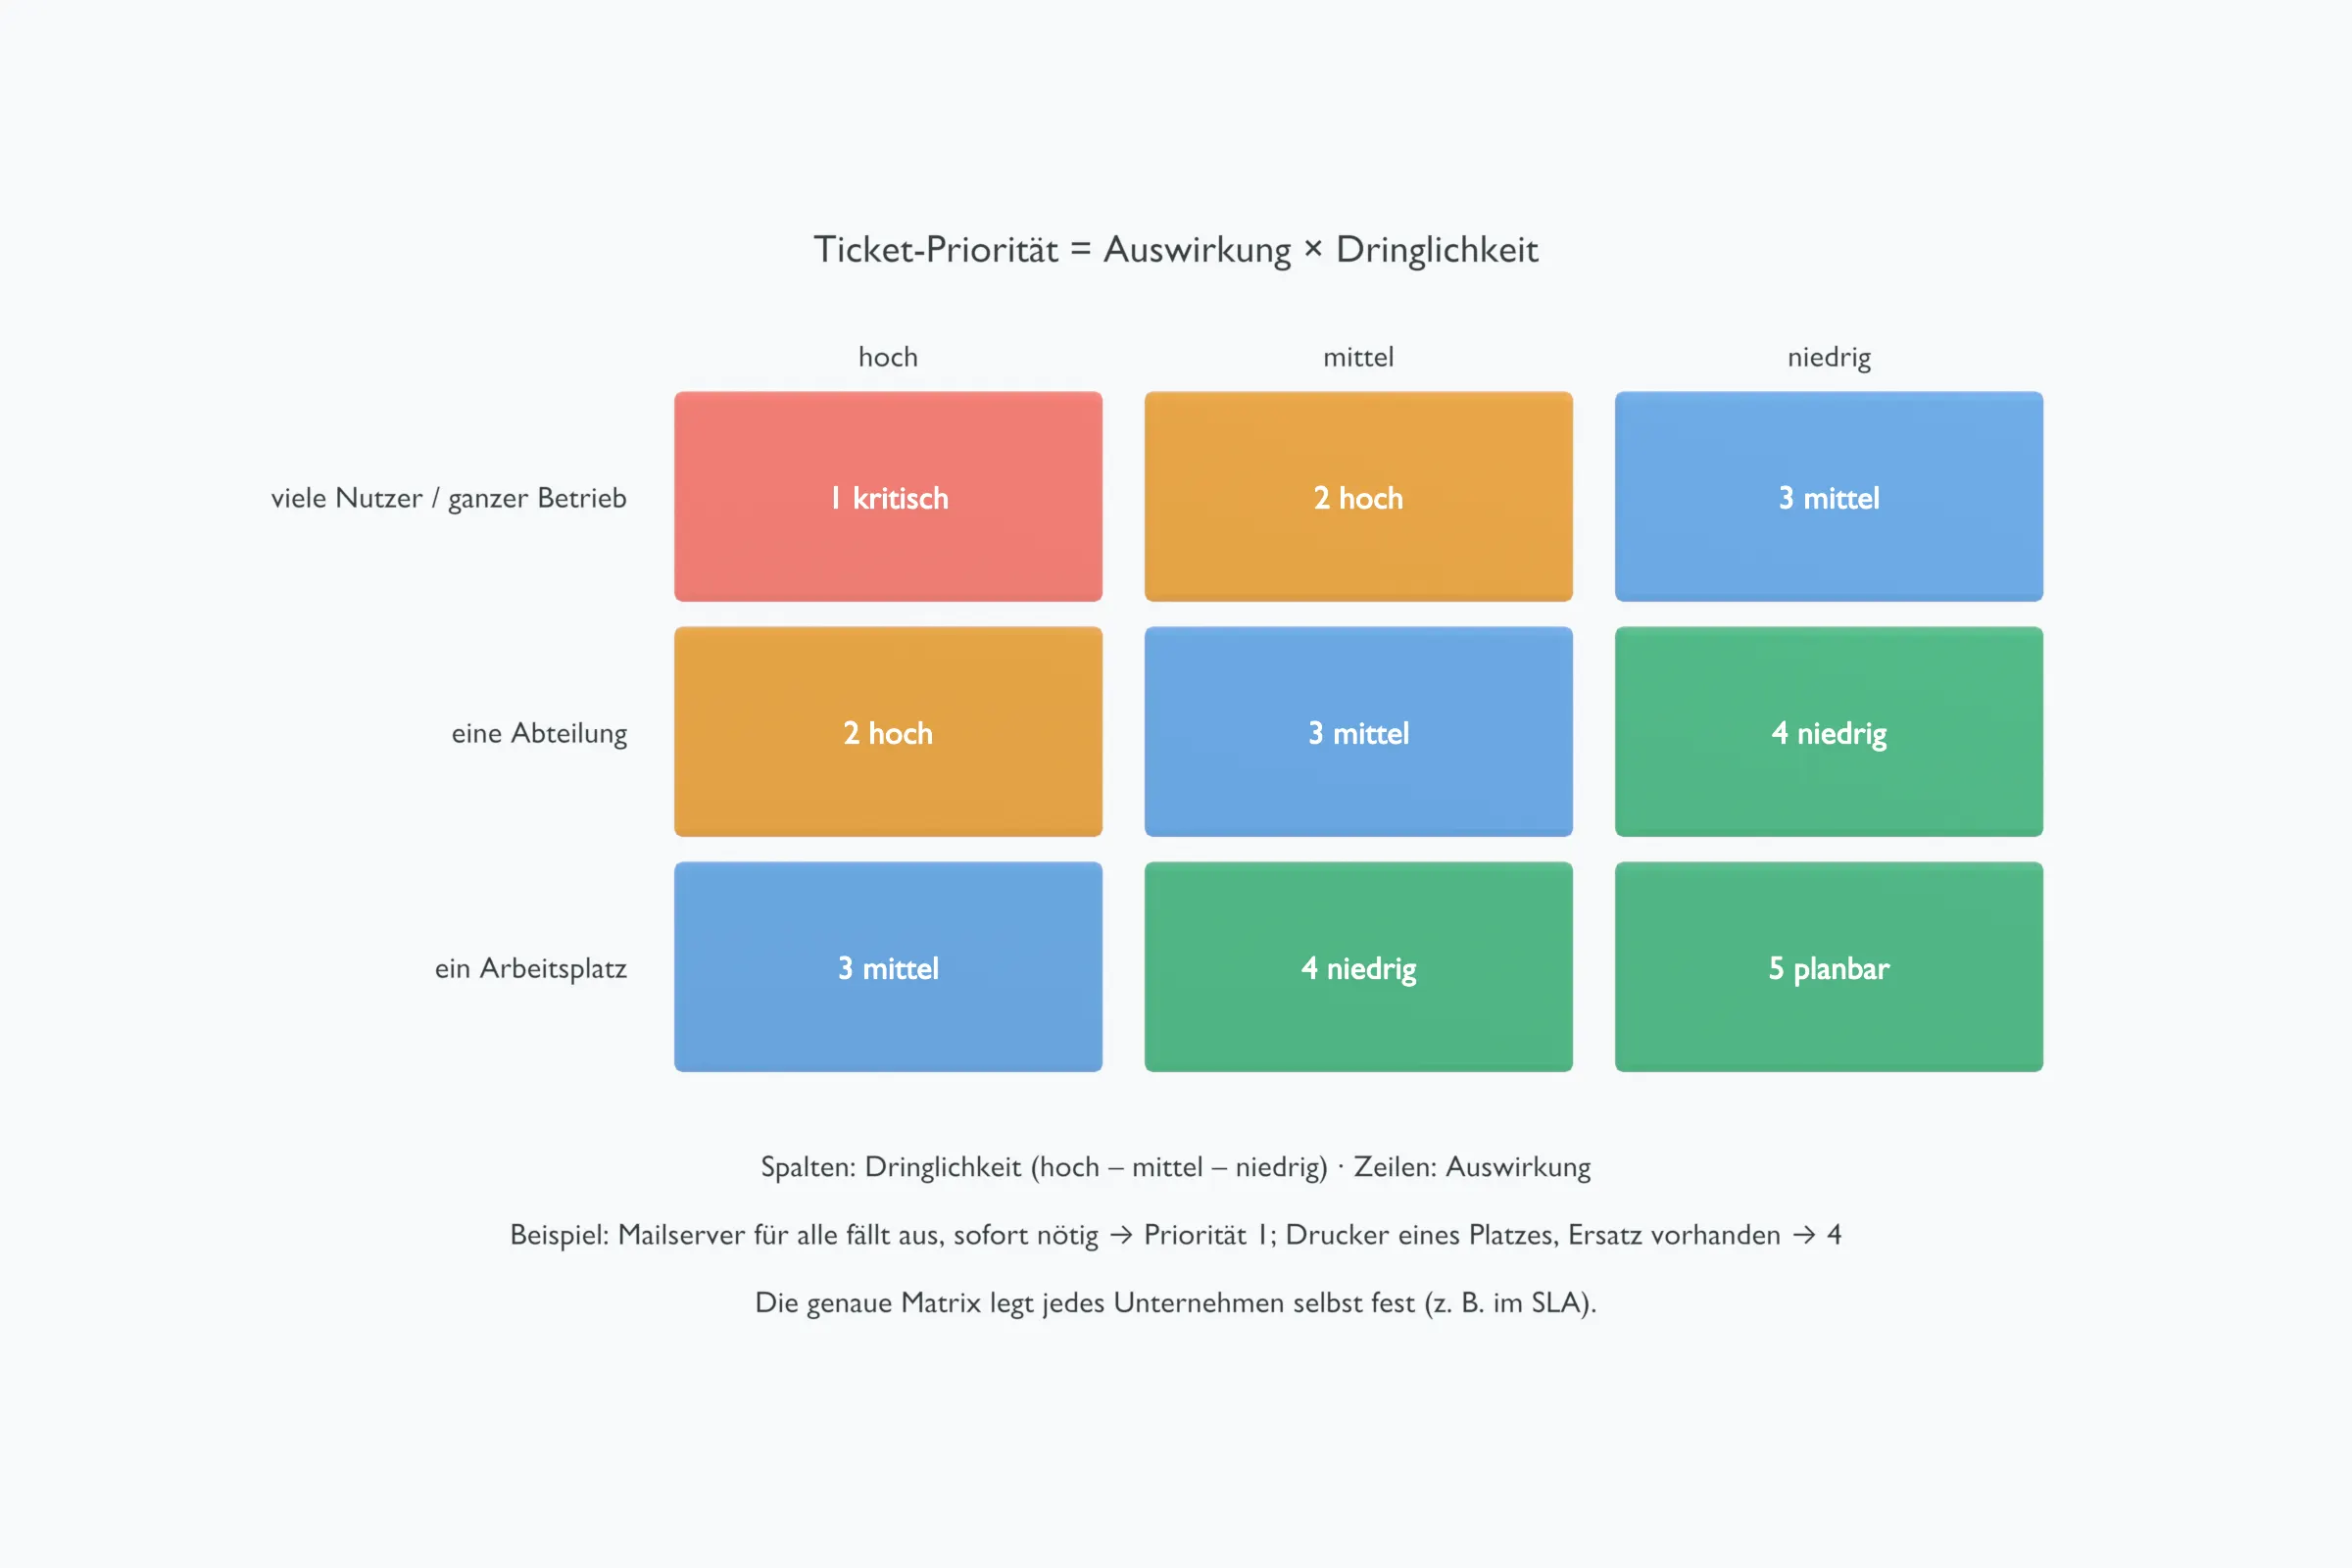 Ticket-Priorität = Auswirkung × Dringlichkeit
hoch mittel niedrig
viele Nutzer / ganzer Betrieb 1 kritisch 2 hoch 3 mittel
eine Abteilung 2 hoch 3 mittel 4 niedrig
ein Arbeitsplatz 3 mittel 4 niedrig 5 planbar
Spalten: Dringlichkeit (hoch – mittel – niedrig) · Zeilen: Auswirkung
Beispiel: Mailserver für alle fällt aus, sofort nötig → Priorität 1; Drucker eines Platzes, Ersatz vorhanden → 4
Die genaue Matrix legt jedes Unternehmen selbst fest (z. B. im SLA).